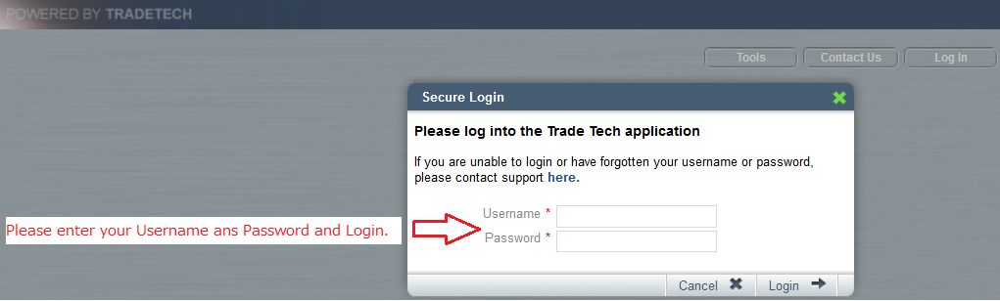 POWERED BY TRADETECH
Tools
Contact Us
Log In
Secure Login
Please log into the Trade Tech application
If you are unable to login or have forgotten your username or password,
please contact support here.
Please enter your Username ans Password and Login.
Username *
Password *
Cancel
Login